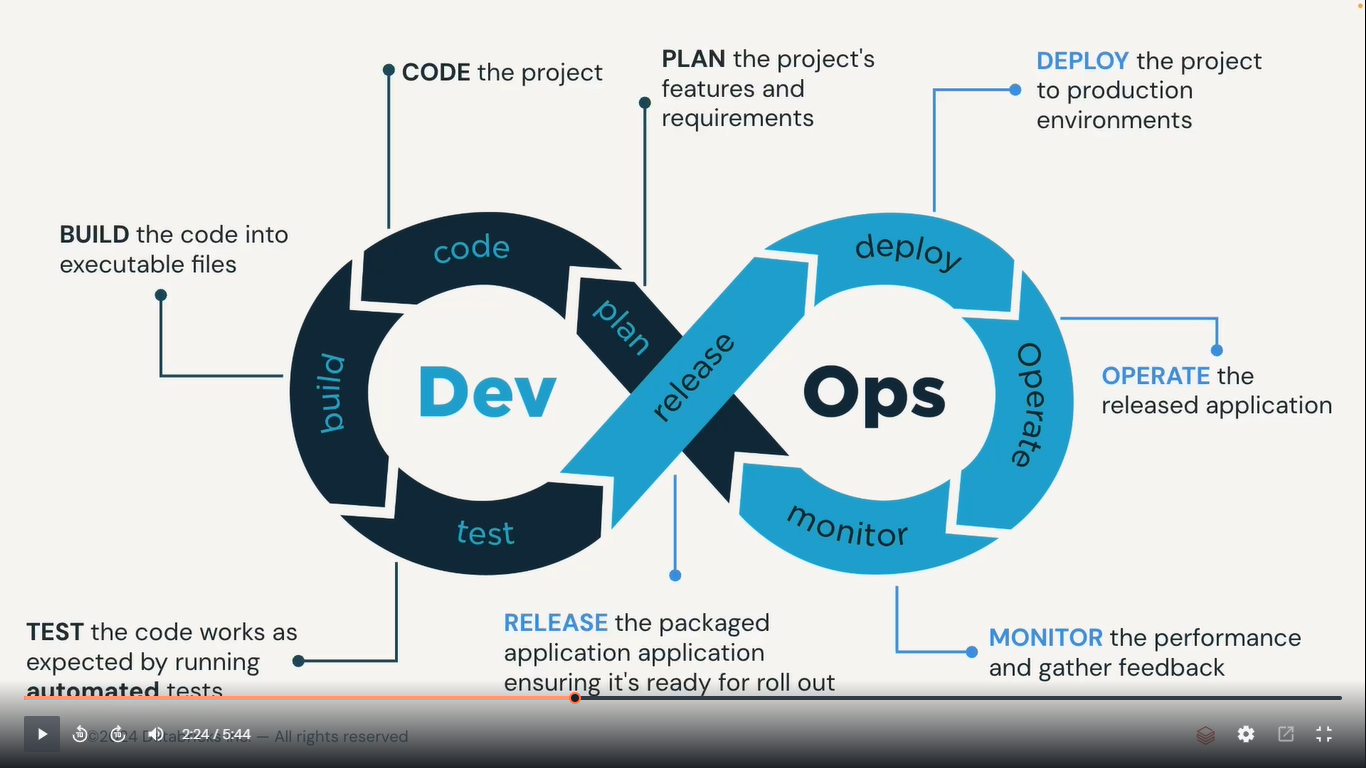 CODE the project
PLAN the project's
features and
requirements
DEPLOY the project
to production
environments
BUILD the code into
executable files
code
deploy
plan
release
build
Dev
Ops
Operate
OPERATE the
released application
test
monitor
TEST the code works as
expected by running
automated tests
RELEASE the packaged
application application
ensuring it's ready for roll out
MONITOR the performance
and gather feedback
10
10
2:24 / 5:44
— All rights reserved